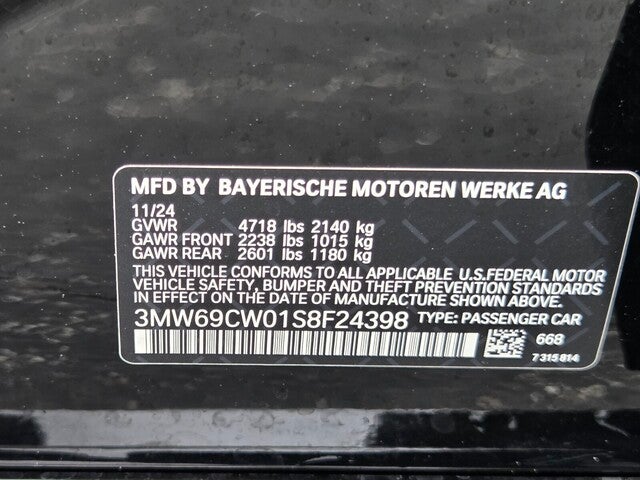 MFD BY BAYERISCHE MOTOREN WERKE AG
11/24
GVWR 4718 lbs 2140 kg
GAWR FRONT 2238 lbs 1015 kg
GAWR REAR 2601 lbs 1180 kg
THIS VEHICLE CONFORMS TO ALL APPLICABLE U.S.FEDERAL MOTOR
VEHICLE SAFETY, BUMPER AND THEFT PREVENTION STANDARDS
IN EFFECT ON THE DATE OF MANUFACTURE SHOWN ABOVE.
3MW69CW01S8F24398 TYPE: PASSENGER CAR
668
7 315 814